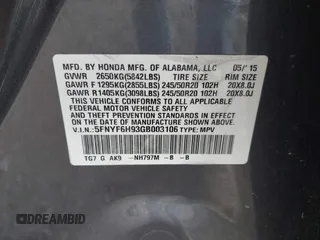 MFD. BY HONDA MFG. OF ALABAMA, LLC 05/'15
GVWR 2650KG(5842LBS) TIRE SIZE RIM SIZE
GAWR F 1295KG(2855LBS) 245/50R20 102H 20X8.0J
GAWR R 1405KG(3098LBS) 245/50R20 102H 20X8.0J
THIS VEHICLE CONFORMS TO ALL APPLICABLE FEDERAL MOTOR VEHICLE
SAFETY AND THEFT PREVENTION STANDARDS IN
EFFECT ON THE DATE OF MANUFACTURE SHOWN ABOVE.
V.I.N.: 5FNYF6H93GB003106 TYPE: MPV
TG7 G AK9 NH797M - B - B
DREAMBID